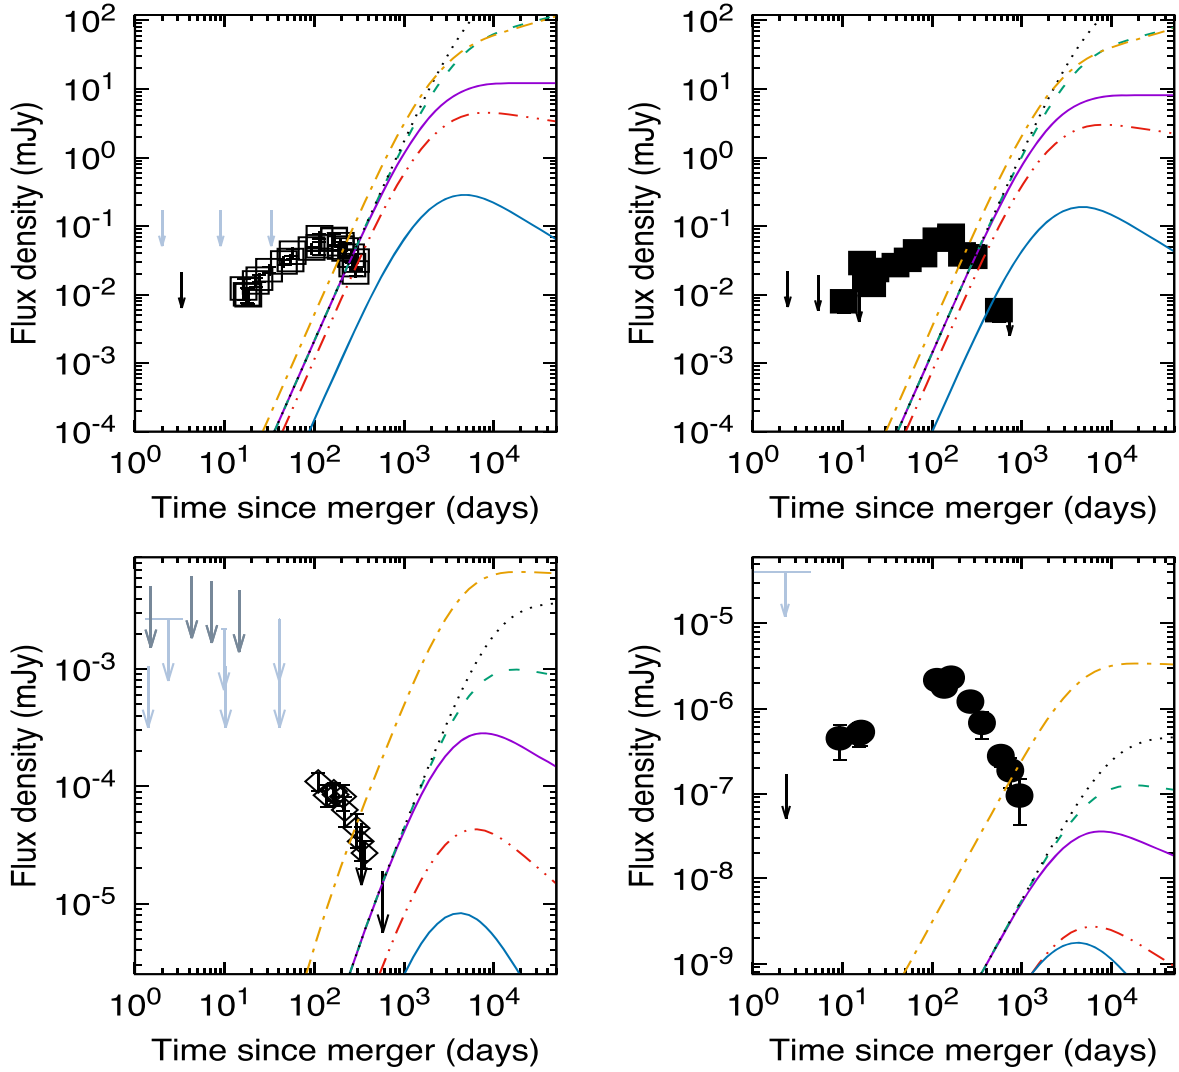 10^2
10^1
10^0
10^-1
10^-2
10^-3
10^-4
Flux density (mJy)
10^0 10^1 10^2 10^3 10^4
Time since merger (days)
10^2
10^1
10^0
10^-1
10^-2
10^-3
10^-4
Flux density (mJy)
10^0 10^1 10^2 10^3 10^4
Time since merger (days)
10^-3
10^-4
10^-5
Flux density (mJy)
10^0 10^1 10^2 10^3 10^4
Time since merger (days)
10^-5
10^-6
10^-7
10^-8
10^-9
Flux density (mJy)
10^0 10^1 10^2 10^3 10^4
Time since merger (days)